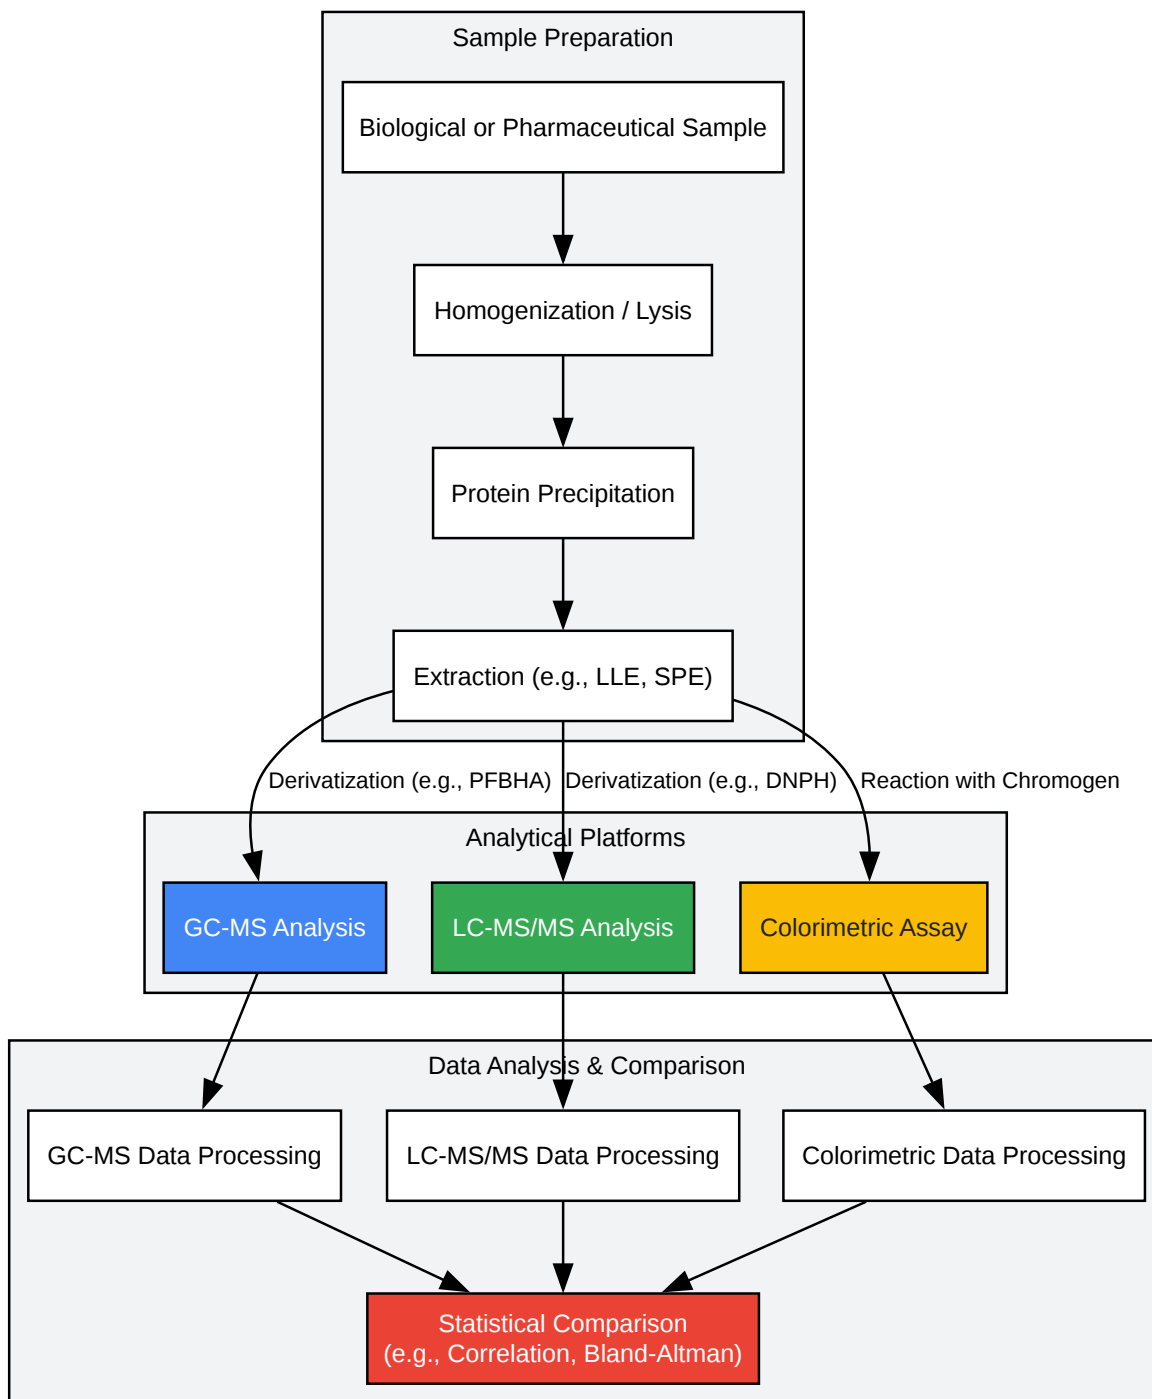 Sample Preparation
Biological or Pharmaceutical Sample
Homogenization / Lysis
Protein Precipitation
Extraction (e.g., LLE, SPE)
Derivatization (e.g., PFBHA)
Derivatization (e.g., DNPH)
Reaction with Chromogen
Analytical Platforms
GC-MS Analysis
LC-MS/MS Analysis
Colorimetric Assay
Data Analysis & Comparison
GC-MS Data Processing
LC-MS/MS Data Processing
Colorimetric Data Processing
Statistical Comparison
(e.g., Correlation, Bland-Altman)